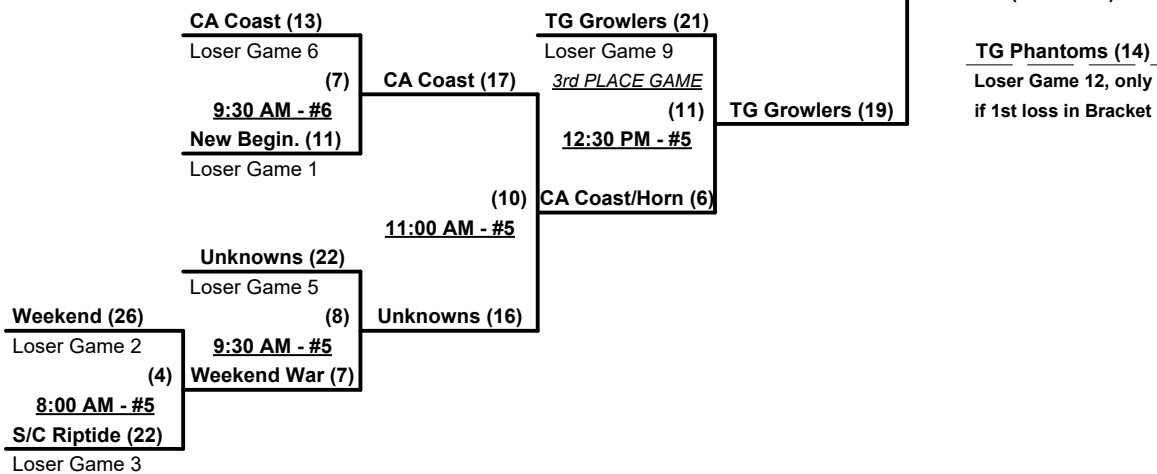 CA Coast (13)
Loser Game 6
(7)
9:30 AM - #6
New Begin. (11)
Loser Game 1
CA Coast (17)
(10)
11:00 AM - #5
Unknowns (22)
Loser Game 5
(8)
9:30 AM - #5
Weekend War (7)
Weekend (26)
Loser Game 2
(4)
8:00 AM - #5
S/C Riptide (22)
Loser Game 3
Unknowns (16)
TG Growlers (21)
Loser Game 9
3rd PLACE GAME
(11)
12:30 PM - #5
CA Coast/Horn (6)
TG Growlers (19)
TG Phantoms (14)
Loser Game 12, only
if 1st loss in Bracket